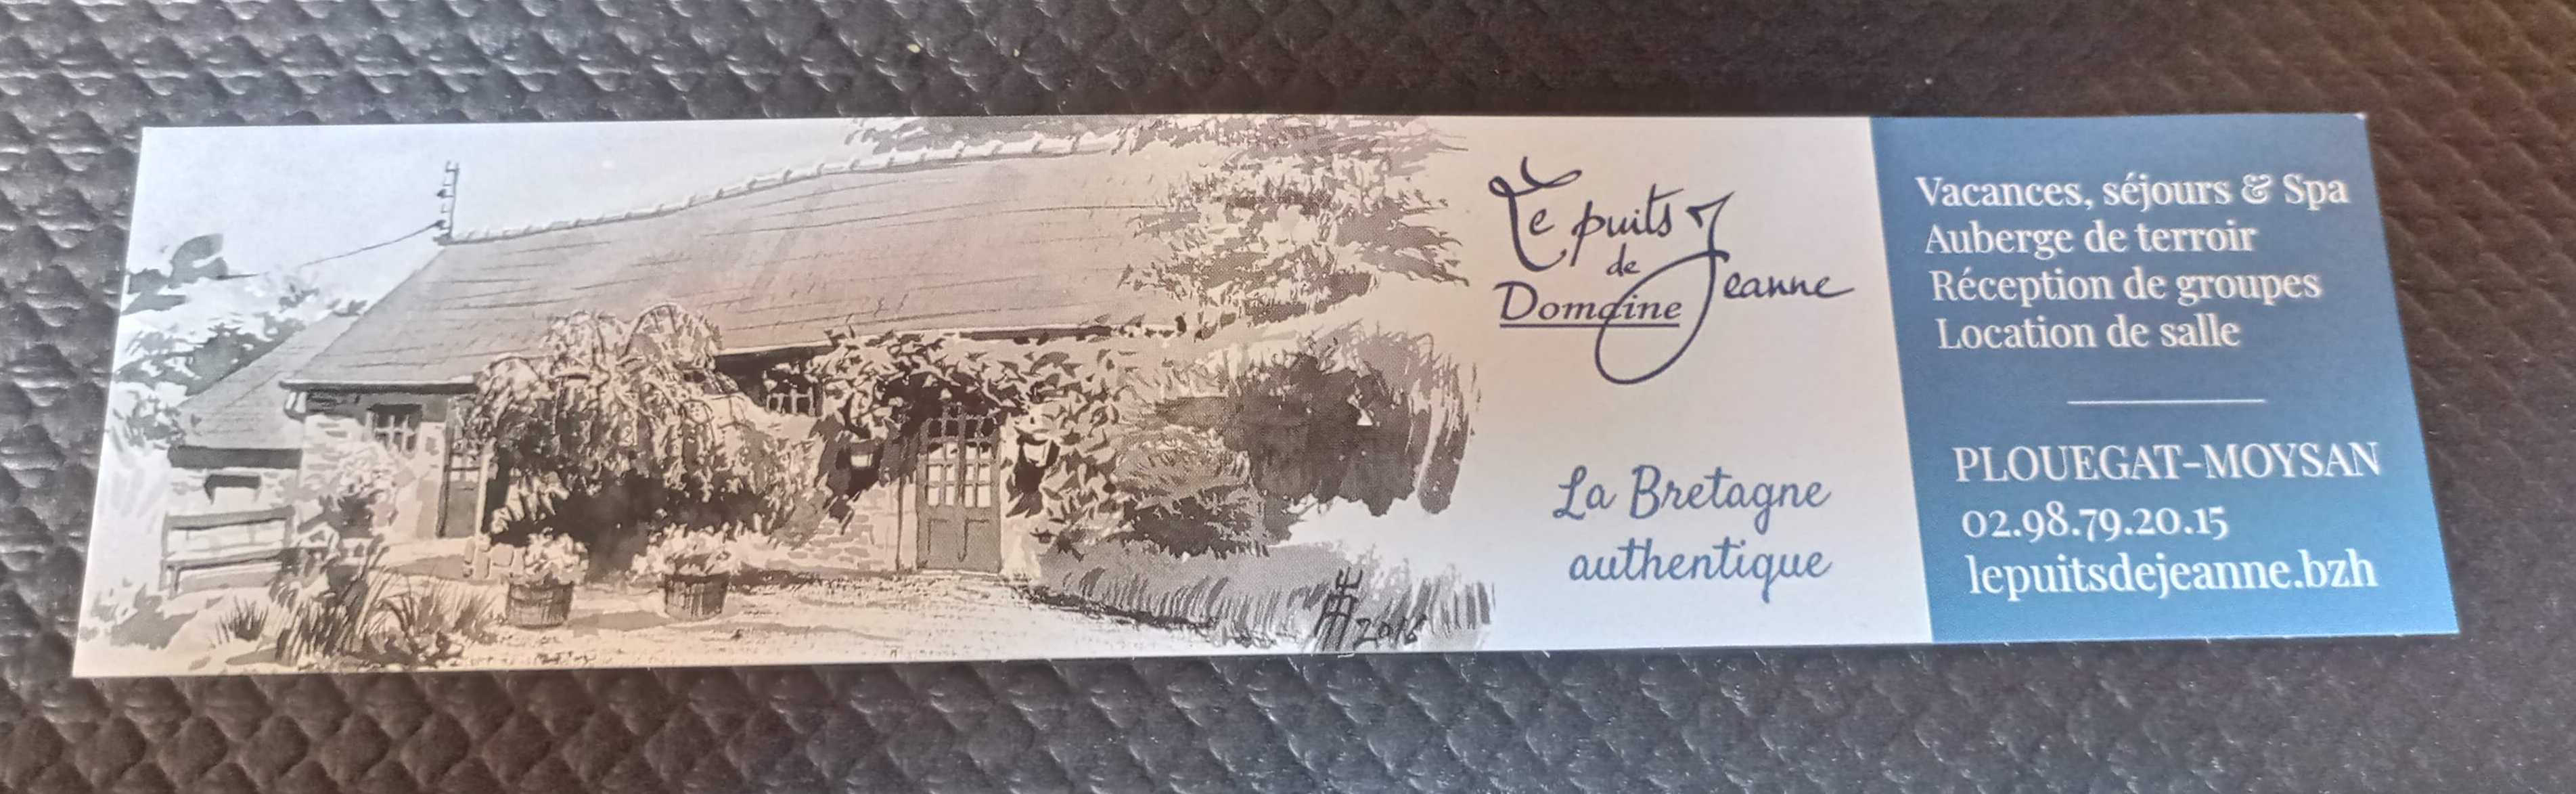 Le puits
de
Jeanne
Domaine
La Bretagne
authentique
2016
Vacances, séjours & Spa
Auberge de terroir
Réception de groupes
Location de salle
PLOUEGAT-MOYSAN
02.98.79.20.15
lepuitsdejeanne.bzh